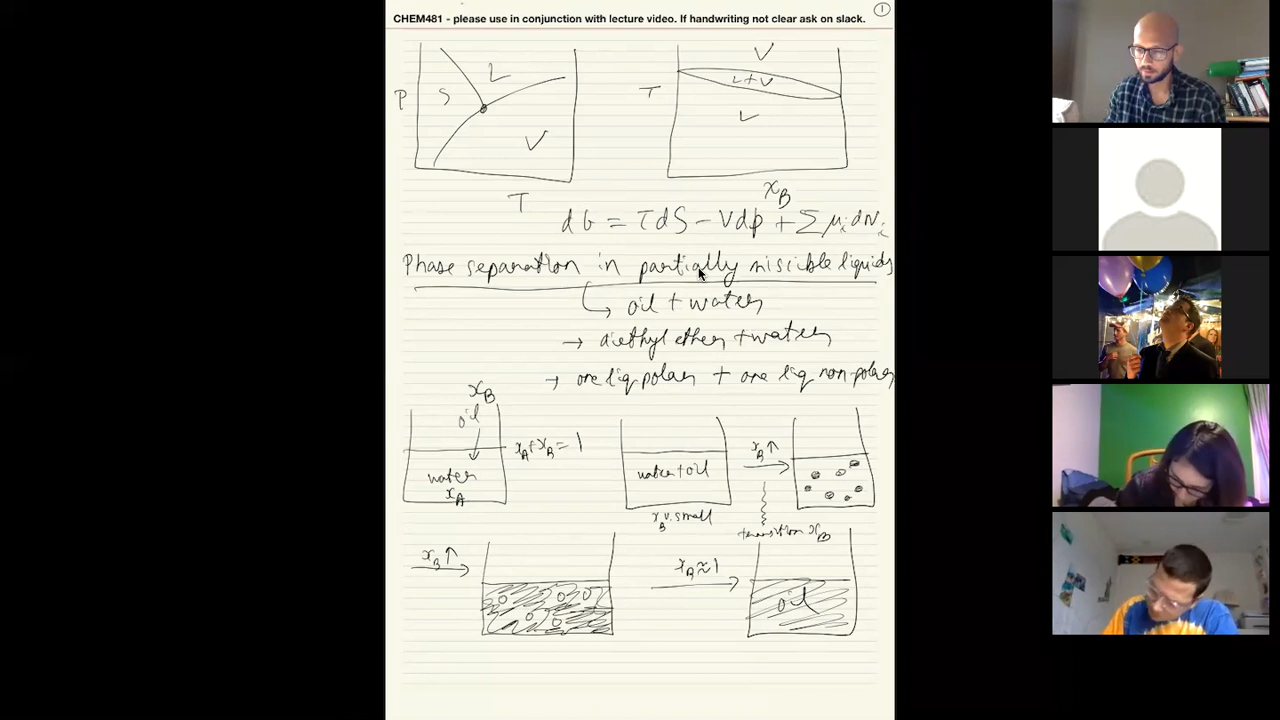 CHEM481 - please use in conjunction with lecture video. If handwriting not clear ask on slack.
1
P S L V
T
V
T L+V
L
x_B
dG = TdS - Vdp + Σ μ_i dN_i
Phase separation in partially miscible liquids
↳ oil + water
→ diethyl ether + water
→ one liq polar + one liq non-polar
x_B
oil
water
x_A
x_A + x_B = 1
water + oil
x_B v. small
x_B ↑
transition x_B
x_B ↑
x_B ≈ 1
oil